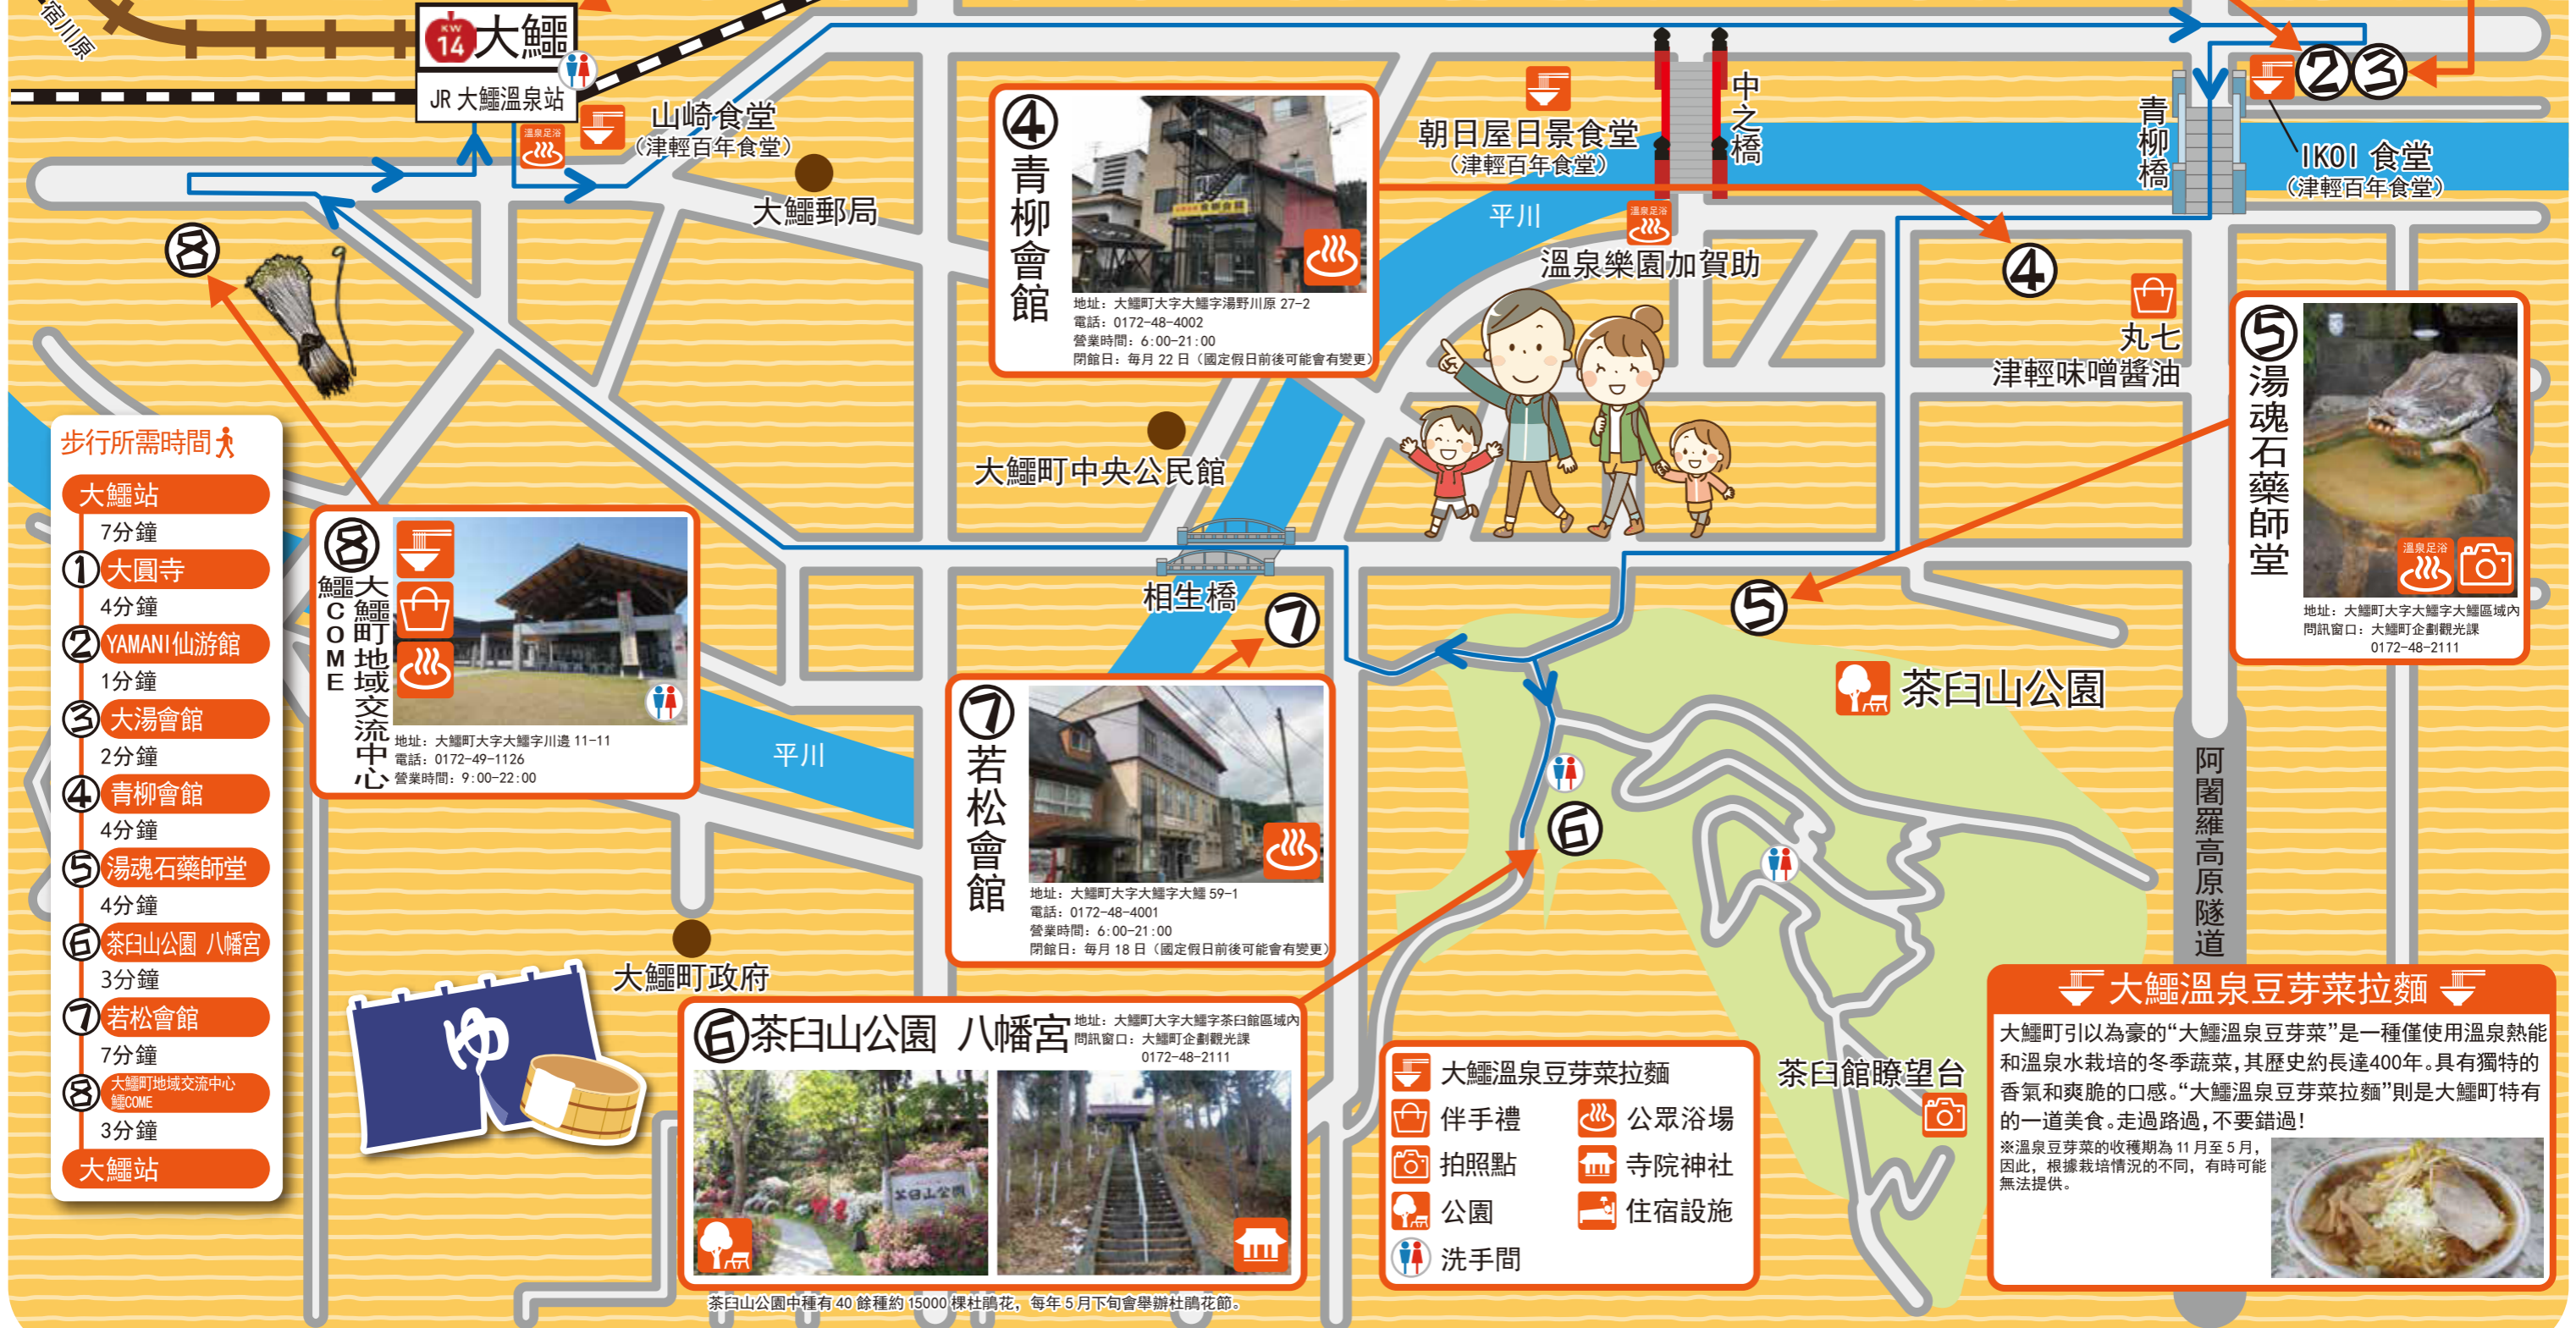 宿川原
KW
14
大鰐
JR 大鰐溫泉站
溫泉足浴
山崎食堂
（津輕百年食堂）
大鰐郵局
④
青柳會館
地址：大鰐町大字大鰐字湯野川原 27-2
電話：0172-48-4002
營業時間：6:00-21:00
閉館日：每月 22 日（國定假日前後可能會有變更）
朝日屋日景食堂
（津輕百年食堂）
中之橋
平川
溫泉足浴
溫泉樂園加賀助
青柳橋
②③
IKOI 食堂
（津輕百年食堂）
④
丸七
津輕味噌醬油
⑤
湯魂石藥師堂
溫泉足浴
地址：大鰐町大字大鰐字大鰐區域內
問訊窗口：大鰐町企劃觀光課
0172-48-2111
⑧
步行所需時間
大鰐站
7分鐘
①大圓寺
4分鐘
②YAMANI仙游館
1分鐘
③大湯會館
2分鐘
④青柳會館
4分鐘
⑤湯魂石藥師堂
4分鐘
⑥茶臼山公園 八幡宮
3分鐘
⑦若松會館
7分鐘
⑧大鰐町地域交流中心
鰐COME
3分鐘
大鰐站
⑧
大鰐町地域交流中心
鰐COME
地址：大鰐町大字大鰐字川邊 11-11
電話：0172-49-1126
營業時間：9:00-22:00
大鰐町中央公民館
相生橋
⑦
⑤
平川
⑦
若松會館
地址：大鰐町大字大鰐字大鰐 59-1
電話：0172-48-4001
營業時間：6:00-21:00
閉館日：每月 18 日（國定假日前後可能會有變更）
茶臼山公園
⑥
阿闍羅高原隧道
大鰐町政府
ゆ
⑥茶臼山公園 八幡宮
地址：大鰐町大字大鰐字茶臼館區域內
問訊窗口：大鰐町企劃觀光課
0172-48-2111
茶臼山公園
茶臼山公園中種有 40 餘種約 15000 棵杜鵑花，每年 5 月下旬會舉辦杜鵑花節。
大鰐溫泉豆芽菜拉麵
伴手禮
公眾浴場
拍照點
寺院神社
公園
住宿設施
洗手間
茶臼館瞭望台
大鰐溫泉豆芽菜拉麵
大鰐町引以為豪的“大鰐溫泉豆芽菜”是一種僅使用溫泉熱能
和溫泉水栽培的冬季蔬菜，其歷史約長達400年。具有獨特的
香氣和爽脆的口感。“大鰐溫泉豆芽菜拉麵”則是大鰐町特有
的一道美食。走過路過，不要錯過！
※溫泉豆芽菜的收穫期為 11 月至 5 月，
因此，根據栽培情況的不同，有時可能
無法提供。